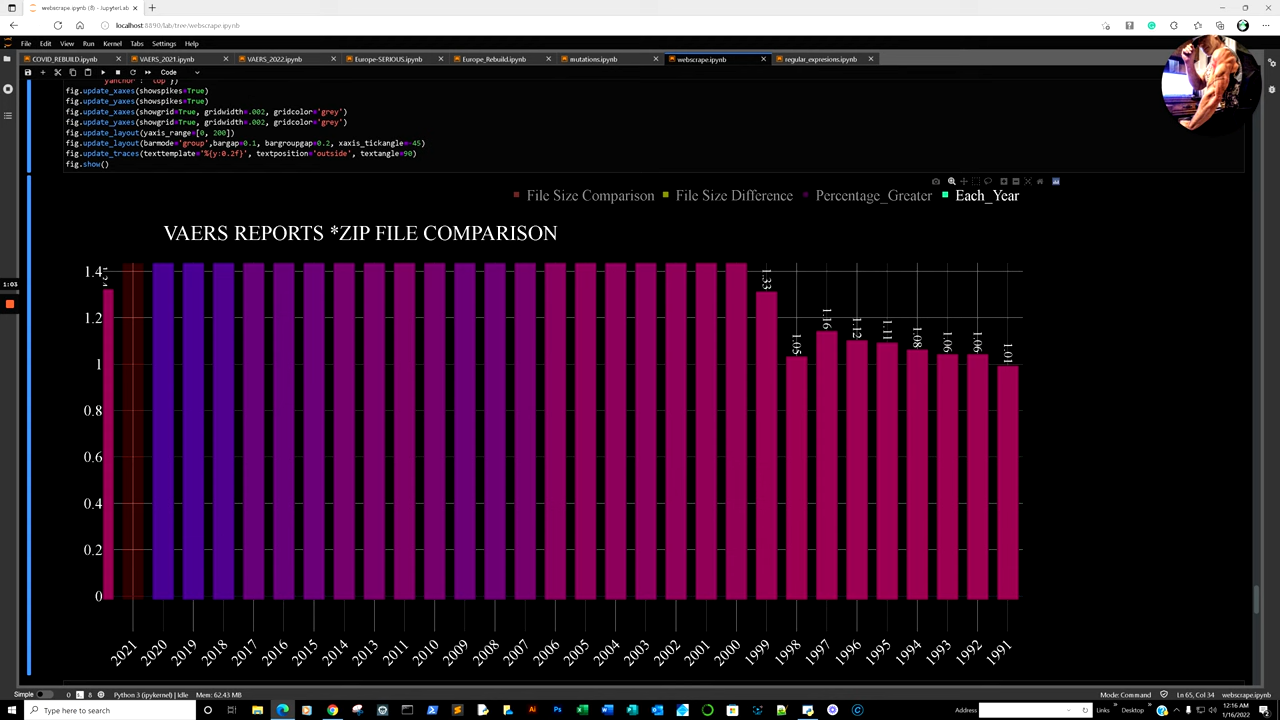 webscrape.ipynb (8) - JupyterLab
localhost:8890/lab/tree/webscrape.ipynb
File Edit View Run Kernel Tabs Settings Help
COVID_REBUILD.ipynb VAERS_2021.ipynb VAERS_2022.ipynb Europe-SERIOUS.ipynb Europe_Rebuild.ipynb mutations.ipynb webscrape.ipynb regular_expresions.ipynb
Code
fig.update_xaxes(showspikes=True)
fig.update_yaxes(showspikes=True)
fig.update_xaxes(showgrid=True, gridwidth=.002, gridcolor='grey')
fig.update_yaxes(showgrid=True, gridwidth=.002, gridcolor='grey')
fig.update_layout(yaxis_range=[0, 200])
fig.update_layout(barmode='group',bargap=0.1, bargroupgap=0.2, xaxis_tickangle=-45)
fig.update_traces(texttemplate='%{y:0.2f}', textposition='outside', textangle=90)
fig.show()
File Size Comparison File Size Difference Percentage_Greater Each_Year
VAERS REPORTS *ZIP FILE COMPARISON
1.4
1.2
1
0.8
0.6
0.4
0.2
0
1.33 1.05 1.16 1.12 1.11 1.08 1.06 1.06 1.01
2021 2020 2019 2018 2017 2016 2015 2014 2013 2011 2010 2009 2008 2007 2006 2005 2004 2003 2002 2001 2000 1999 1998 1997 1996 1995 1994 1993 1992 1991
1:03
Simple 0 8 Python 3 (ipykernel) | Idle Mem: 62.43 MB Mode: Command Ln 65, Col 34 webscrape.ipynb
Type here to search Address Links Desktop 12:16 AM
1/16/2022